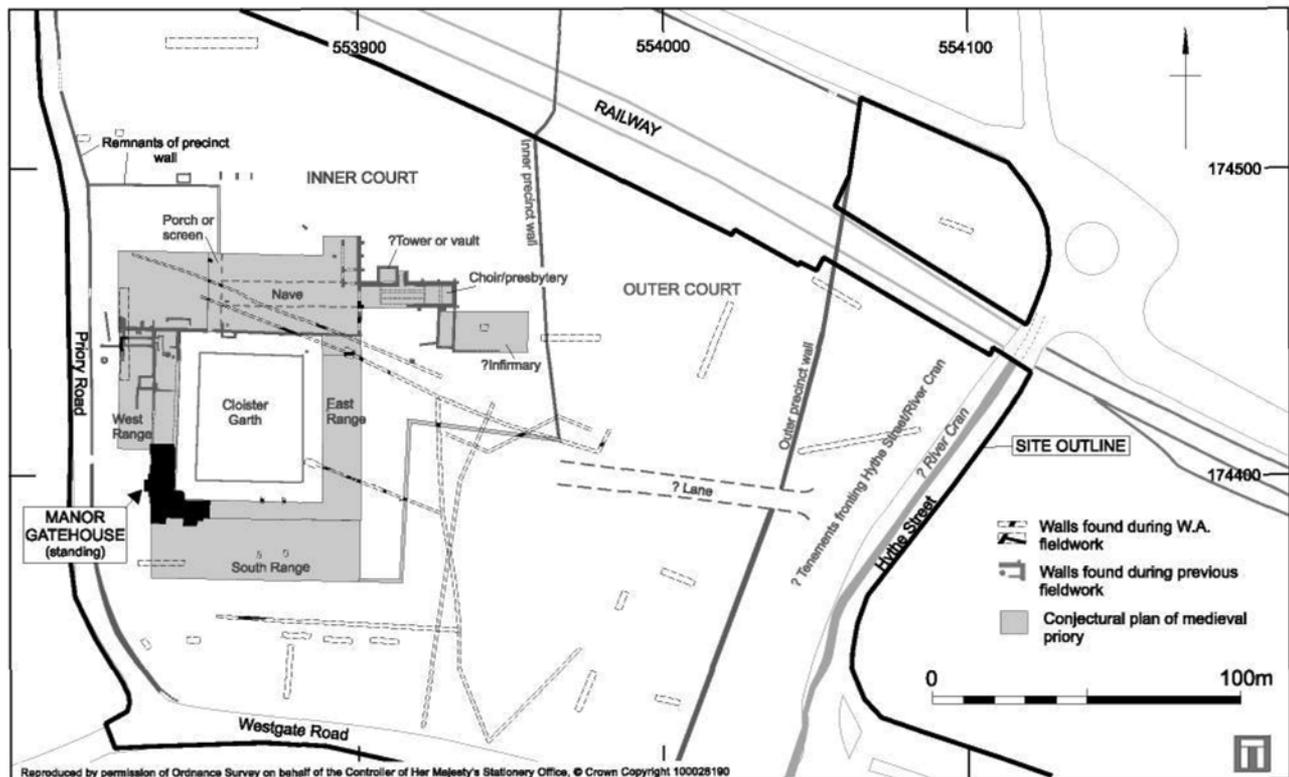 553900
554000
554100
RAILWAY
Remnants of precinct
wall
INNER COURT
Inner precinct wall
174500
Porch or
screen
?Tower or vault
Choir/presbytery
Nave
OUTER COURT
Priory Road
?Infirmary
Outer precinct wall
? Tenements fronting Hythe Street/River Cran
? River Cran
Hythe Street
SITE OUTLINE
West
Range
Cloister
Garth
East
Range
174400
? Lane
MANOR
GATEHOUSE
(standing)
South Range
Walls found during W.A.
fieldwork
Walls found during previous
fieldwork
Conjectural plan of medieval
priory
0
100m
Westgate Road
Reproduced by permission of Ordnance Survey on behalf of the Controller of Her Majesty's Stationery Office, © Crown Copyright 100028190